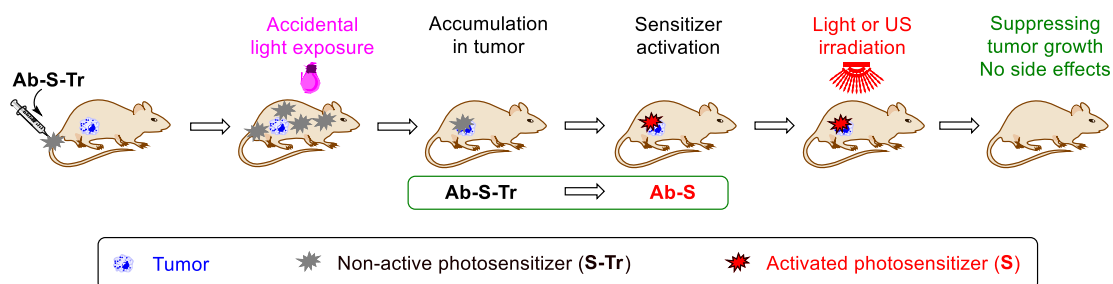 Accidental
light exposure
Accumulation
in tumor
Sensitizer
activation
Light or US
irradiation
Suppressing
tumor growth
No side effects
Ab-S-Tr
Ab-S-Tr
Ab-S
Tumor
Non-active photosensitizer (S-Tr)
Activated photosensitizer (S)